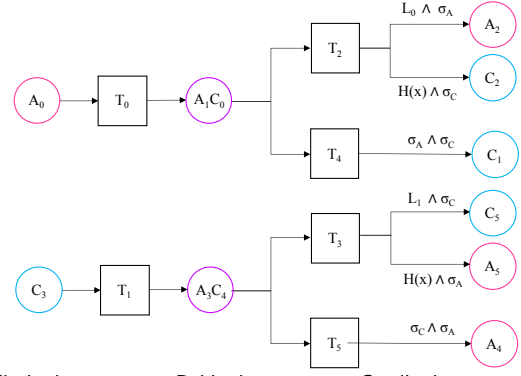 L₀ ∧ σ_A
A₂
T₂
A₀
T₀
A₁C₀
C₂
H(x) ∧ σ_C
σ_A ∧ σ_C
T₄
C₁
L₁ ∧ σ_C
C₅
T₃
C₃
T₁
A₃C₄
A₅
H(x) ∧ σ_A
σ_C ∧ σ_A
T₅
A₄